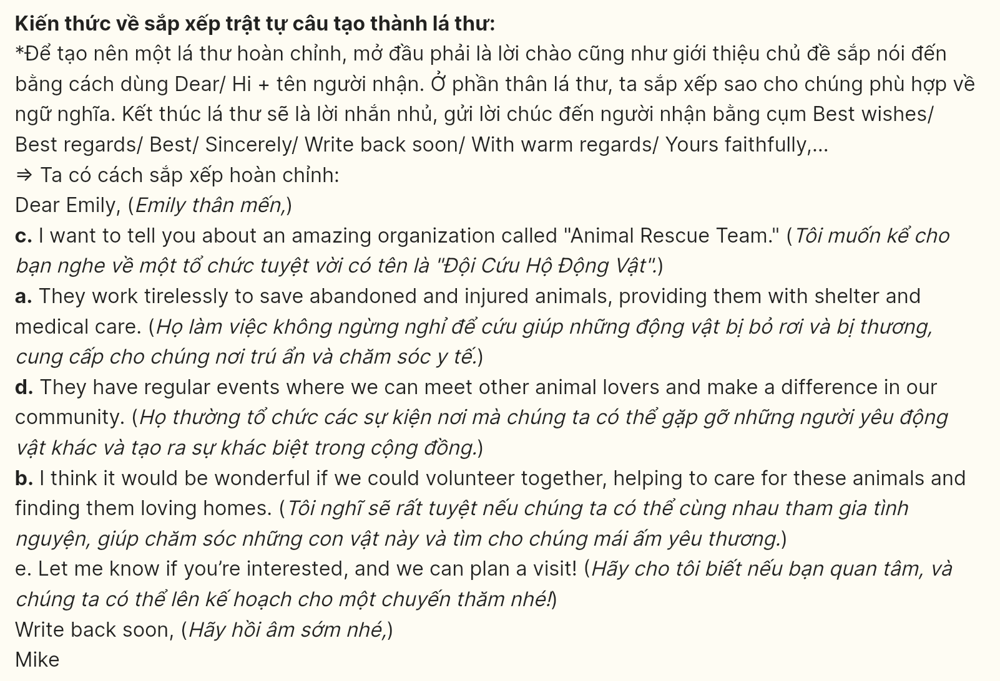 Kiến thức về sắp xếp trật tự câu tạo thành lá thư:
*Để tạo nên một lá thư hoàn chỉnh, mở đầu phải là lời chào cũng như giới thiệu chủ đề sắp nói đến
bằng cách dùng Dear/ Hi + tên người nhận. Ở phần thân lá thư, ta sắp xếp sao cho chúng phù hợp về
ngữ nghĩa. Kết thúc lá thư sẽ là lời nhắn nhủ, gửi lời chúc đến người nhận bằng cụm Best wishes/
Best regards/ Best/ Sincerely/ Write back soon/ With warm regards/ Yours faithfully,...
⇒ Ta có cách sắp xếp hoàn chỉnh:
Dear Emily, (Emily thân mến,)
c. I want to tell you about an amazing organization called "Animal Rescue Team." (Tôi muốn kể cho
bạn nghe về một tổ chức tuyệt vời có tên là "Đội Cứu Hộ Động Vật".)
a. They work tirelessly to save abandoned and injured animals, providing them with shelter and
medical care. (Họ làm việc không ngừng nghỉ để cứu giúp những động vật bị bỏ rơi và bị thương,
cung cấp cho chúng nơi trú ẩn và chăm sóc y tế.)
d. They have regular events where we can meet other animal lovers and make a difference in our
community. (Họ thường tổ chức các sự kiện nơi mà chúng ta có thể gặp gỡ những người yêu động
vật khác và tạo ra sự khác biệt trong cộng đồng.)
b. I think it would be wonderful if we could volunteer together, helping to care for these animals and
finding them loving homes. (Tôi nghĩ sẽ rất tuyệt nếu chúng ta có thể cùng nhau tham gia tình
nguyện, giúp chăm sóc những con vật này và tìm cho chúng mái ấm yêu thương.)
e. Let me know if you’re interested, and we can plan a visit! (Hãy cho tôi biết nếu bạn quan tâm, và
chúng ta có thể lên kế hoạch cho một chuyến thăm nhé!)
Write back soon, (Hãy hồi âm sớm nhé,)
Mike